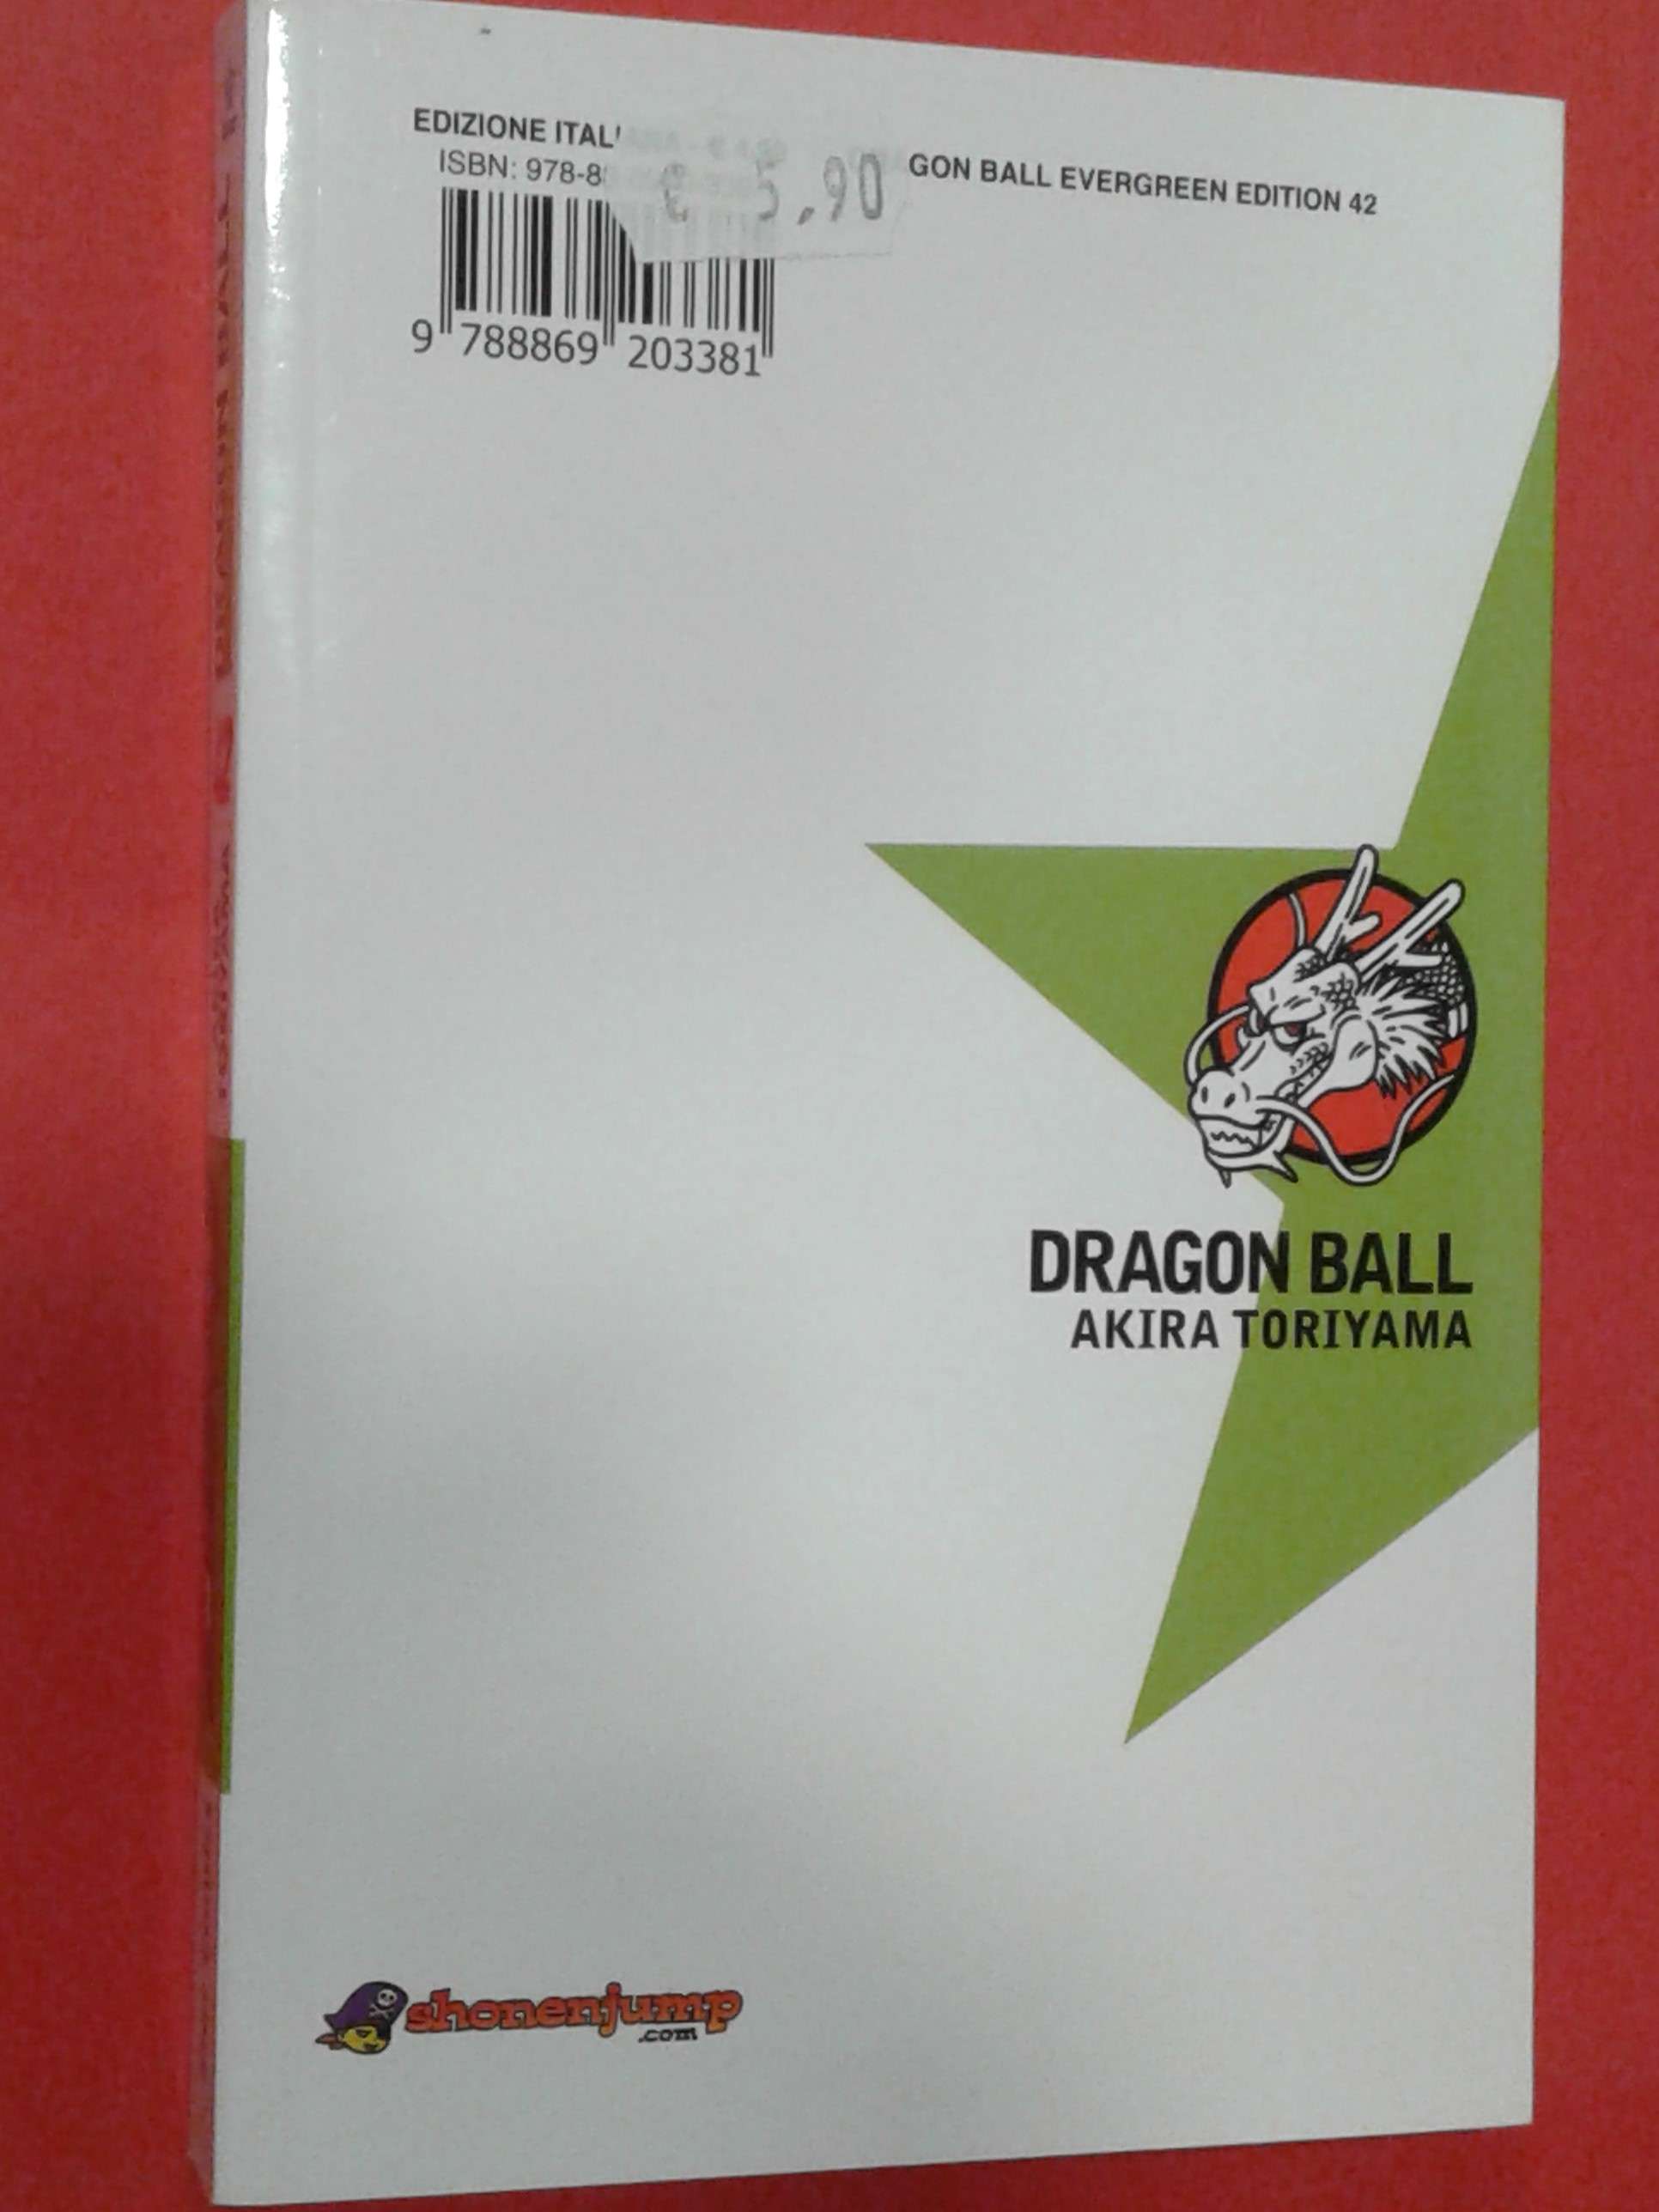 EDIZIONE ITAL
GON BALL EVERGREEN EDITION 42
ISBN: 978-8
€ 5,90
9 788869 203381
DRAGON BALL
AKIRA TORIYAMA
shonenjump
.com